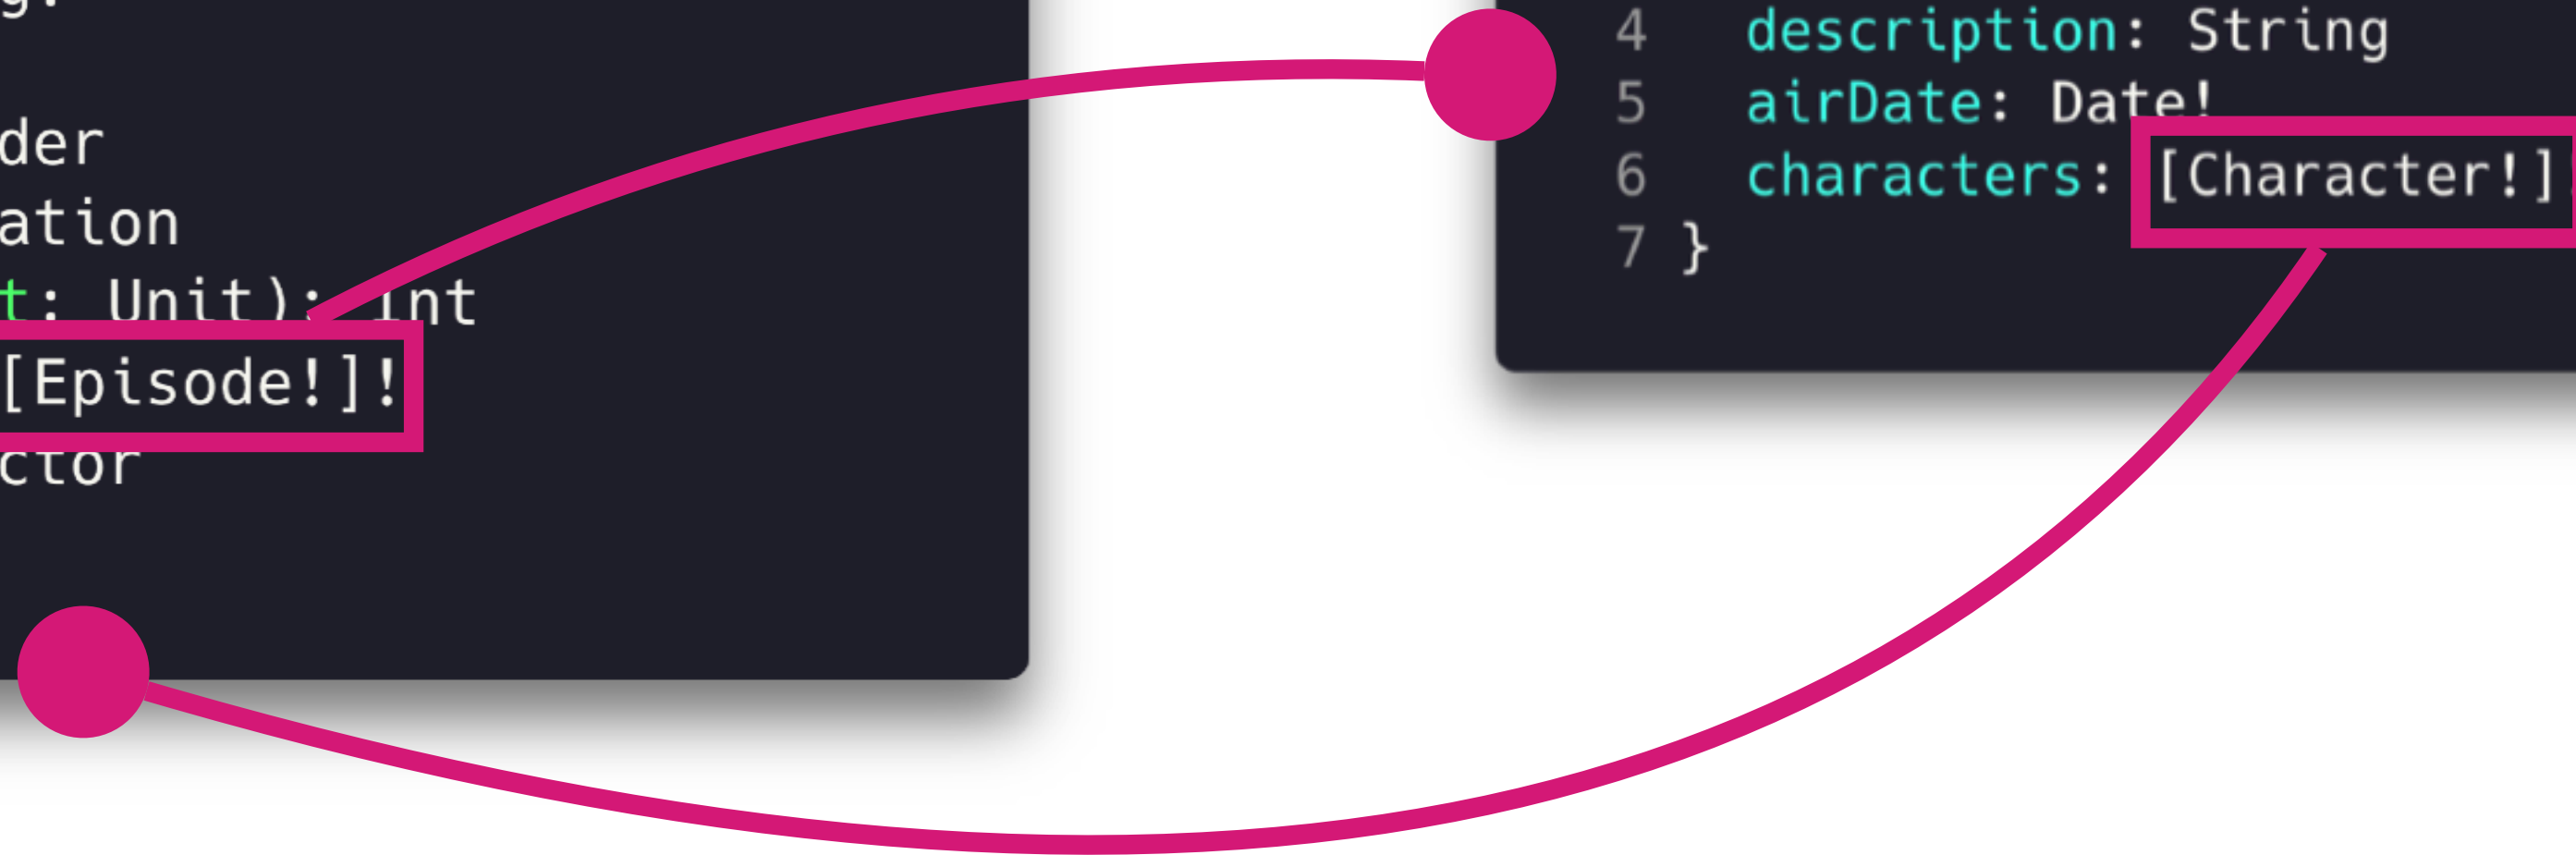 g:
der
ation
t: Unit): Int
[Episode!]!
ctor
4 description: String
5 airDate: Date!
6 characters: [Character!]
7 }